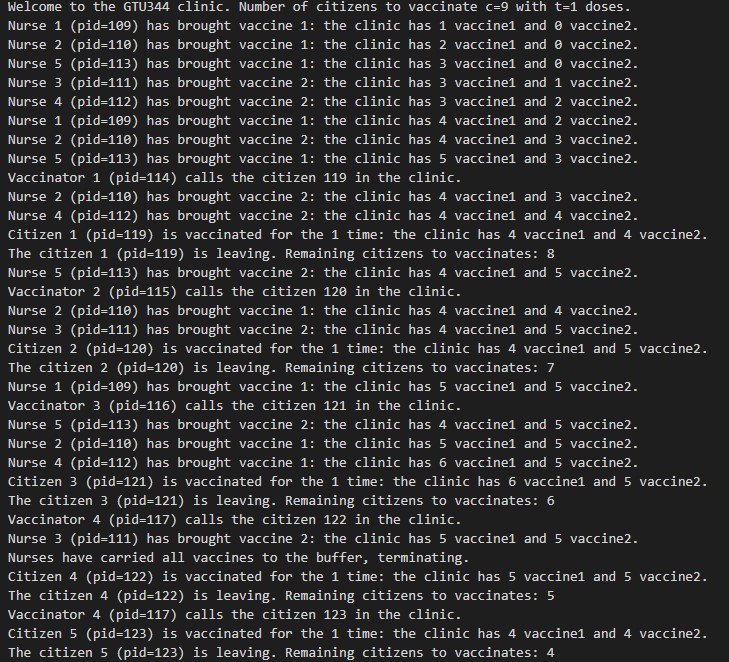 Welcome to the GTU344 clinic. Number of citizens to vaccinate c=9 with t=1 doses.
Nurse 1 (pid=109) has brought vaccine 1: the clinic has 1 vaccine1 and 0 vaccine2.
Nurse 2 (pid=110) has brought vaccine 1: the clinic has 2 vaccine1 and 0 vaccine2.
Nurse 5 (pid=113) has brought vaccine 1: the clinic has 3 vaccine1 and 0 vaccine2.
Nurse 3 (pid=111) has brought vaccine 2: the clinic has 3 vaccine1 and 1 vaccine2.
Nurse 4 (pid=112) has brought vaccine 2: the clinic has 3 vaccine1 and 2 vaccine2.
Nurse 1 (pid=109) has brought vaccine 1: the clinic has 4 vaccine1 and 2 vaccine2.
Nurse 2 (pid=110) has brought vaccine 2: the clinic has 4 vaccine1 and 3 vaccine2.
Nurse 5 (pid=113) has brought vaccine 1: the clinic has 5 vaccine1 and 3 vaccine2.
Vaccinator 1 (pid=114) calls the citizen 119 in the clinic.
Nurse 2 (pid=110) has brought vaccine 2: the clinic has 4 vaccine1 and 3 vaccine2.
Nurse 4 (pid=112) has brought vaccine 2: the clinic has 4 vaccine1 and 4 vaccine2.
Citizen 1 (pid=119) is vaccinated for the 1 time: the clinic has 4 vaccine1 and 4 vaccine2.
The citizen 1 (pid=119) is leaving. Remaining citizens to vaccinates: 8
Nurse 5 (pid=113) has brought vaccine 2: the clinic has 4 vaccine1 and 5 vaccine2.
Vaccinator 2 (pid=115) calls the citizen 120 in the clinic.
Nurse 2 (pid=110) has brought vaccine 1: the clinic has 4 vaccine1 and 4 vaccine2.
Nurse 3 (pid=111) has brought vaccine 2: the clinic has 4 vaccine1 and 5 vaccine2.
Citizen 2 (pid=120) is vaccinated for the 1 time: the clinic has 4 vaccine1 and 5 vaccine2.
The citizen 2 (pid=120) is leaving. Remaining citizens to vaccinates: 7
Nurse 1 (pid=109) has brought vaccine 1: the clinic has 5 vaccine1 and 5 vaccine2.
Vaccinator 3 (pid=116) calls the citizen 121 in the clinic.
Nurse 5 (pid=113) has brought vaccine 2: the clinic has 4 vaccine1 and 5 vaccine2.
Nurse 2 (pid=110) has brought vaccine 1: the clinic has 5 vaccine1 and 5 vaccine2.
Nurse 4 (pid=112) has brought vaccine 1: the clinic has 6 vaccine1 and 5 vaccine2.
Citizen 3 (pid=121) is vaccinated for the 1 time: the clinic has 6 vaccine1 and 5 vaccine2.
The citizen 3 (pid=121) is leaving. Remaining citizens to vaccinates: 6
Vaccinator 4 (pid=117) calls the citizen 122 in the clinic.
Nurse 3 (pid=111) has brought vaccine 2: the clinic has 5 vaccine1 and 5 vaccine2.
Nurses have carried all vaccines to the buffer, terminating.
Citizen 4 (pid=122) is vaccinated for the 1 time: the clinic has 5 vaccine1 and 5 vaccine2.
The citizen 4 (pid=122) is leaving. Remaining citizens to vaccinates: 5
Vaccinator 4 (pid=117) calls the citizen 123 in the clinic.
Citizen 5 (pid=123) is vaccinated for the 1 time: the clinic has 4 vaccine1 and 4 vaccine2.
The citizen 5 (pid=123) is leaving. Remaining citizens to vaccinates: 4